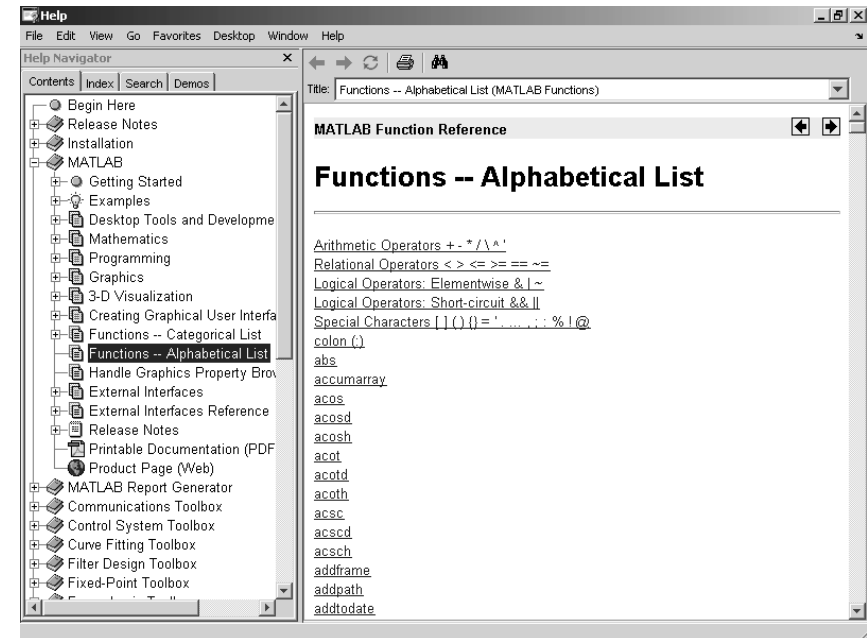 Help
File Edit View Go Favorites Desktop Window Help
Help Navigator
Contents Index Search Demos
Begin Here
Release Notes
Installation
MATLAB
Getting Started
Examples
Desktop Tools and Developme
Mathematics
Programming
Graphics
3-D Visualization
Creating Graphical User Interfa
Functions -- Categorical List
Functions -- Alphabetical List
Handle Graphics Property Brov
External Interfaces
External Interfaces Reference
Release Notes
Printable Documentation (PDF
Product Page (Web)
MATLAB Report Generator
Communications Toolbox
Control System Toolbox
Curve Fitting Toolbox
Filter Design Toolbox
Fixed-Point Toolbox
Title: Functions -- Alphabetical List (MATLAB Functions)
MATLAB Function Reference
Functions -- Alphabetical List
Arithmetic Operators + - * / \ ^ '
Relational Operators < > <= >= == ~=
Logical Operators: Elementwise & | ~
Logical Operators: Short-circuit && ||
Special Characters [ ] ( ) {} = ' . ... , ; : % ! @
colon (:)
abs
accumarray
acos
acosd
acosh
acot
acotd
acoth
acsc
acscd
acsch
addframe
addpath
addtodate